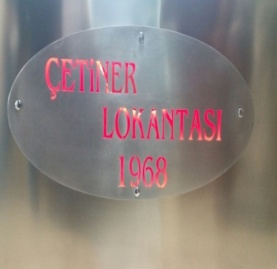 ÇETİNER
LOKANTASI
1968